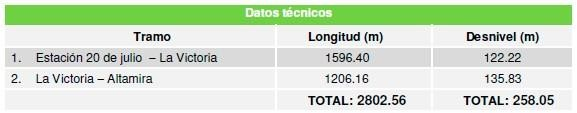 Datos técnicos
Tramo Longitud (m) Desnivel (m)
1. Estación 20 de julio – La Victoria 1596.40 122.22
2. La Victoria – Altamira 1206.16 135.83
TOTAL: 2802.56 TOTAL: 258.05